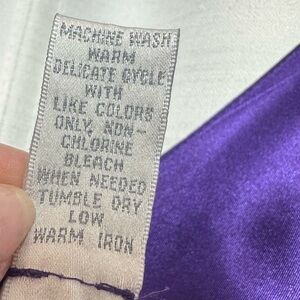 MACHINE WASH
WARM
DELICATE CYCLE
WITH
LIKE COLORS
ONLY, NON-
CHLORINE
BLEACH
WHEN NEEDED
TUMBLE DRY
LOW
WARM IRON